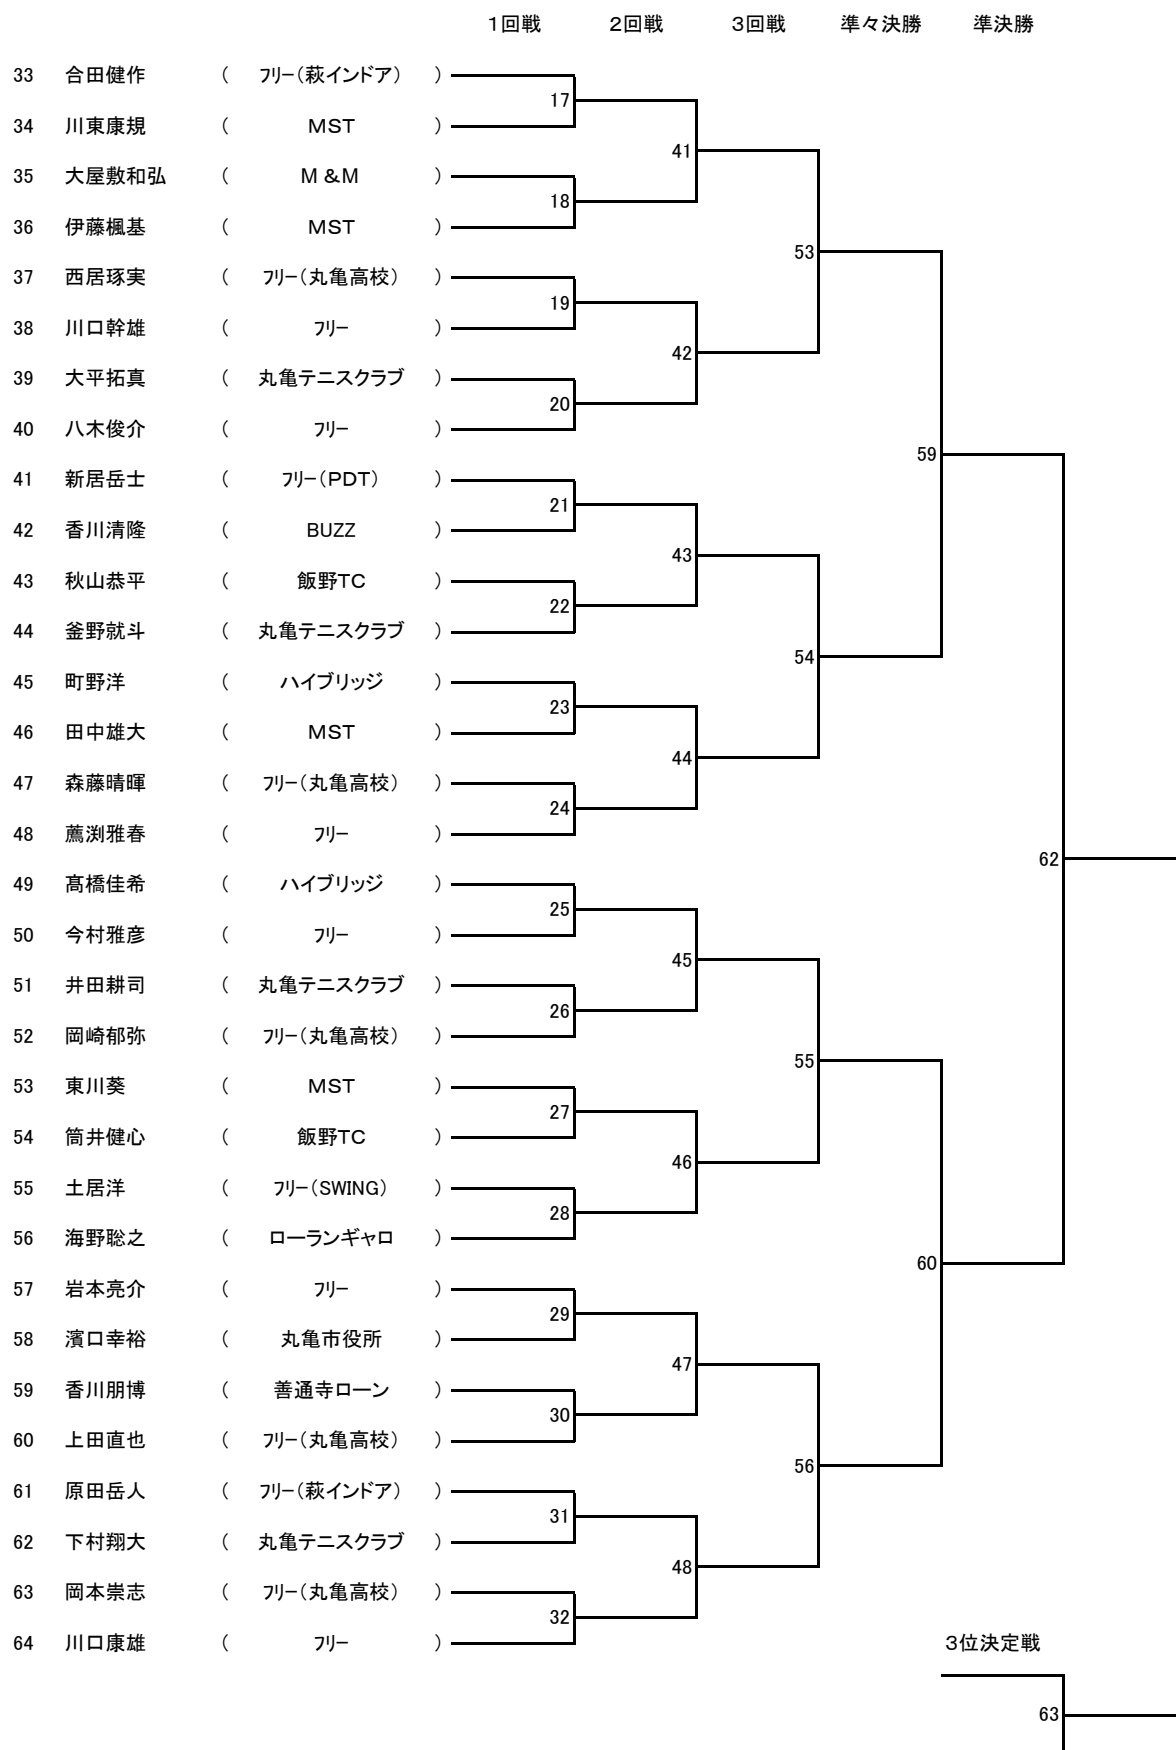 1回戦 2回戦 3回戦 準々決勝 準決勝
33 合田健作 ( フリー(萩インドア) )
17
34 川東康規 ( MST )
41
35 大屋敷和弘 ( M&M )
18
36 伊藤楓基 ( MST )
53
37 西居琢実 ( フリー(丸亀高校) )
19
38 川口幹雄 ( フリー )
42
39 大平拓真 ( 丸亀テニスクラブ )
20
40 八木俊介 ( フリー )
59
41 新居岳士 ( フリー(PDT) )
21
42 香川清隆 ( BUZZ )
43
43 秋山恭平 ( 飯野TC )
22
44 釜野就斗 ( 丸亀テニスクラブ )
54
45 町野洋 ( ハイブリッジ )
23
46 田中雄大 ( MST )
44
47 森藤晴暉 ( フリー(丸亀高校) )
24
48 薦渕雅春 ( フリー )
62
49 髙橋佳希 ( ハイブリッジ )
25
50 今村雅彦 ( フリー )
45
51 井田耕司 ( 丸亀テニスクラブ )
26
52 岡崎郁弥 ( フリー(丸亀高校) )
55
53 東川葵 ( MST )
27
54 筒井健心 ( 飯野TC )
46
55 土居洋 ( フリー(SWING) )
28
56 海野聡之 ( ローランギャロ )
60
57 岩本亮介 ( フリー )
29
58 濱口幸裕 ( 丸亀市役所 )
47
59 香川朋博 ( 善通寺ローン )
30
60 上田直也 ( フリー(丸亀高校) )
56
61 原田岳人 ( フリー(萩インドア) )
31
62 下村翔大 ( 丸亀テニスクラブ )
48
63 岡本崇志 ( フリー(丸亀高校) )
32
64 川口康雄 ( フリー )
3位決定戦
63